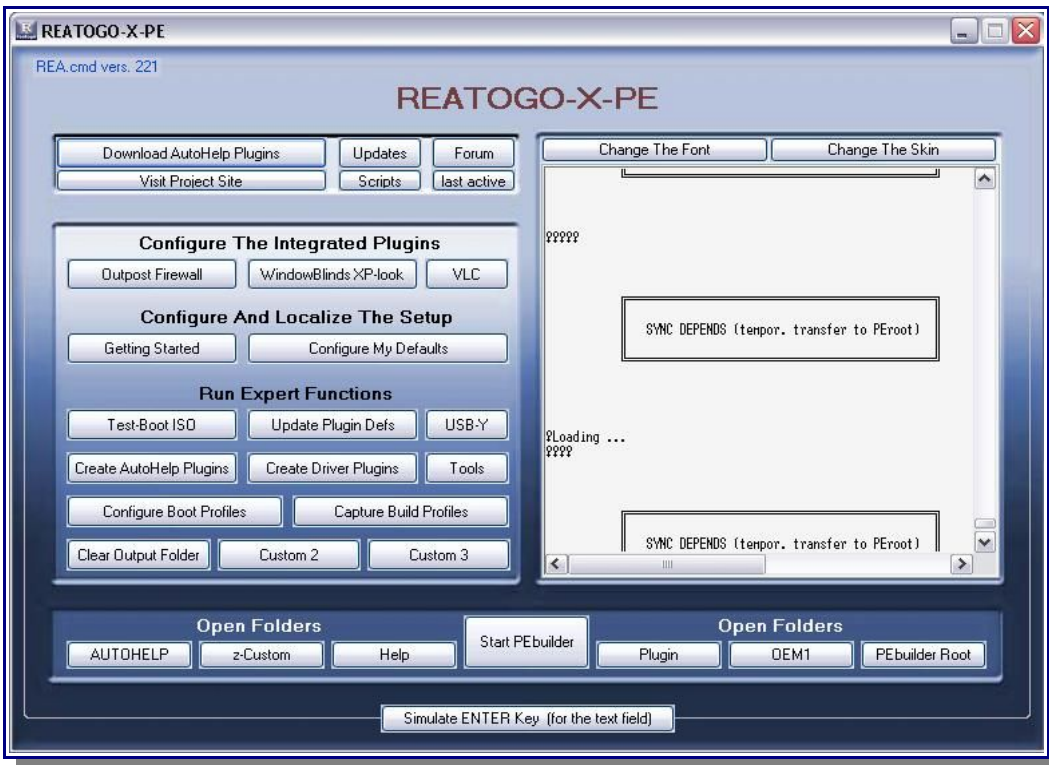 REATOGO-X-PE
REA.cmd vers. 221
REATOGO-X-PE
Download AutoHelp Plugins
Updates
Forum
Visit Project Site
Scripts
last active
Configure The Integrated Plugins
Outpost Firewall
WindowBlinds XP-look
VLC
Configure And Localize The Setup
Getting Started
Configure My Defaults
Run Expert Functions
Test-Boot ISO
Update Plugin Defs
USB-Y
Create AutoHelp Plugins
Create Driver Plugins
Tools
Configure Boot Profiles
Capture Build Profiles
Clear Output Folder
Custom 2
Custom 3
Change The Font
Change The Skin
?????
SYNC DEPENDS (tempor. transfer to PEroot)
?Loading ...
????
SYNC DEPENDS (tempor. transfer to PEroot)
Open Folders
AUTOHELP
z-Custom
Help
Start PEbuilder
Open Folders
Plugin
OEM1
PEbuilder Root
Simulate ENTER Key (for the text field)